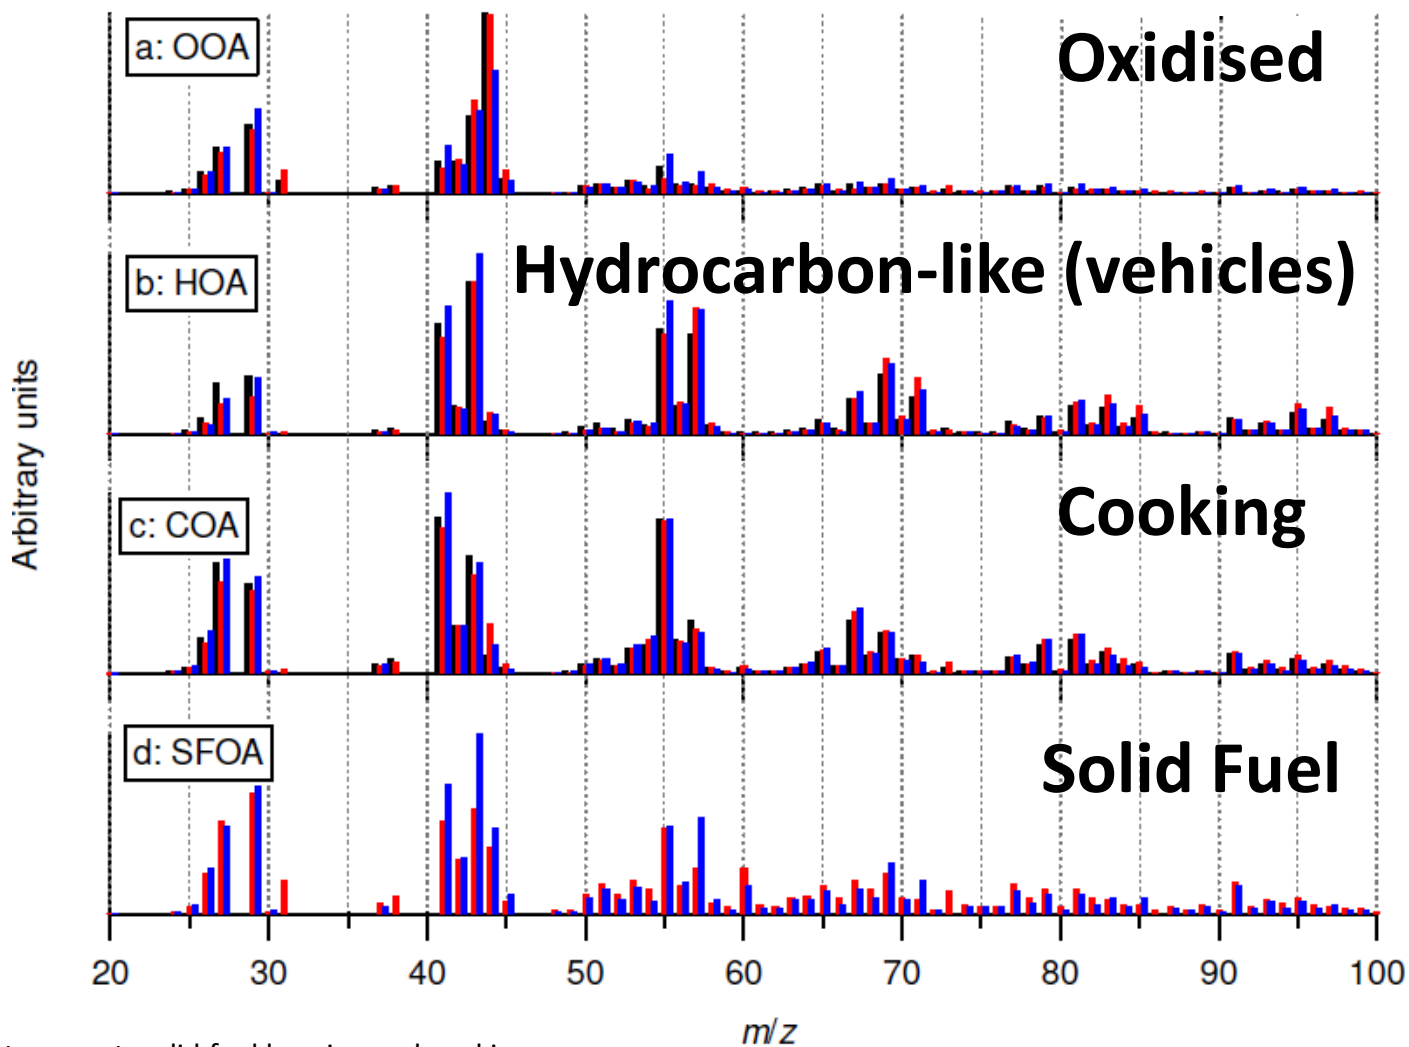 a: OOA
Oxidised
b: HOA
Hydrocarbon-like (vehicles)
c: COA
Cooking
d: SFOA
Solid Fuel
Arbitrary units
20 30 40 50 60 70 80 90 100
m/z